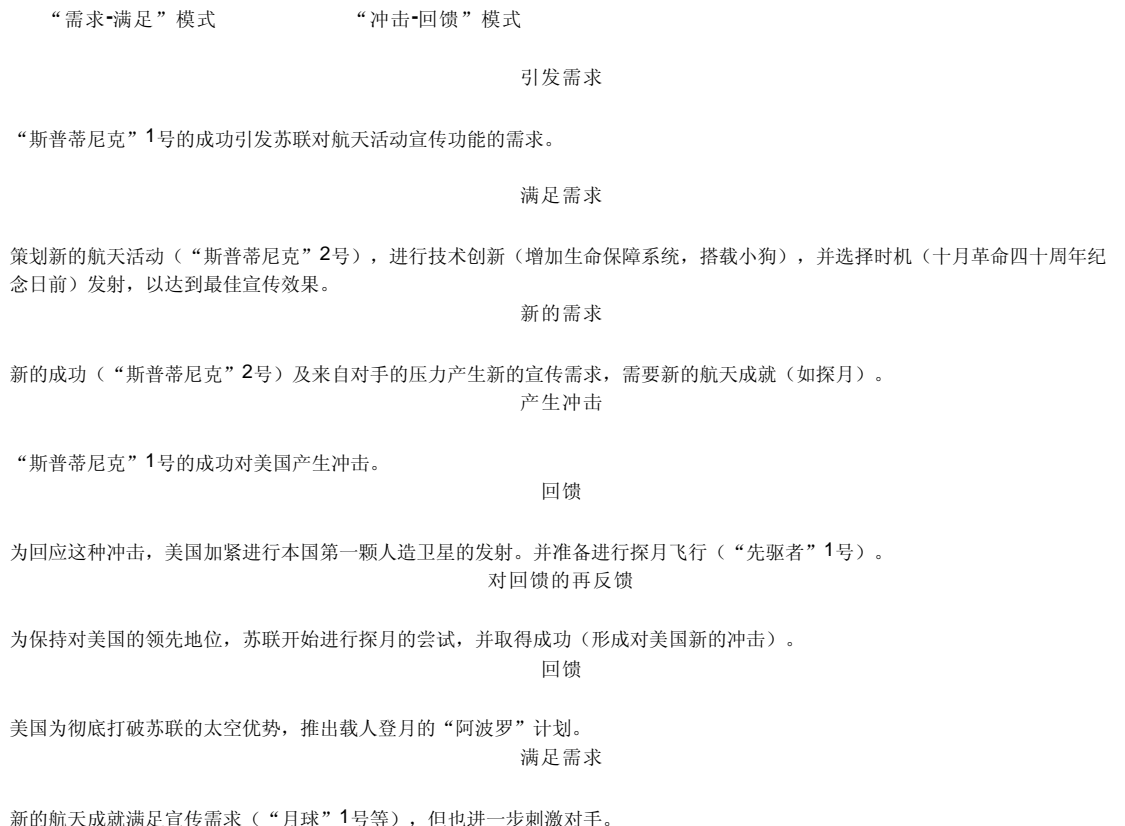 “需求-满足”模式 “冲击-回馈”模式
引发需求
“斯普蒂尼克”1号的成功引发苏联对航天活动宣传功能的需求。
满足需求
策划新的航天活动（“斯普蒂尼克”2号），进行技术创新（增加生命保障系统，搭载小狗），并选择时机（十月革命四十周年纪
念日前）发射，以达到最佳宣传效果。
新的需求
新的成功（“斯普蒂尼克”2号）及来自对手的压力产生新的宣传需求，需要新的航天成就（如探月）。
产生冲击
“斯普蒂尼克”1号的成功对美国产生冲击。
回馈
为回应这种冲击，美国加紧进行本国第一颗人造卫星的发射。并准备进行探月飞行（“先驱者”1号）。
对回馈的再反馈
为保持对美国的领先地位，苏联开始进行探月的尝试，并取得成功（形成对美国新的冲击）。
回馈
美国为彻底打破苏联的太空优势，推出载人登月的“阿波罗”计划。
满足需求
新的航天成就满足宣传需求（“月球”1号等），但也进一步刺激对手。